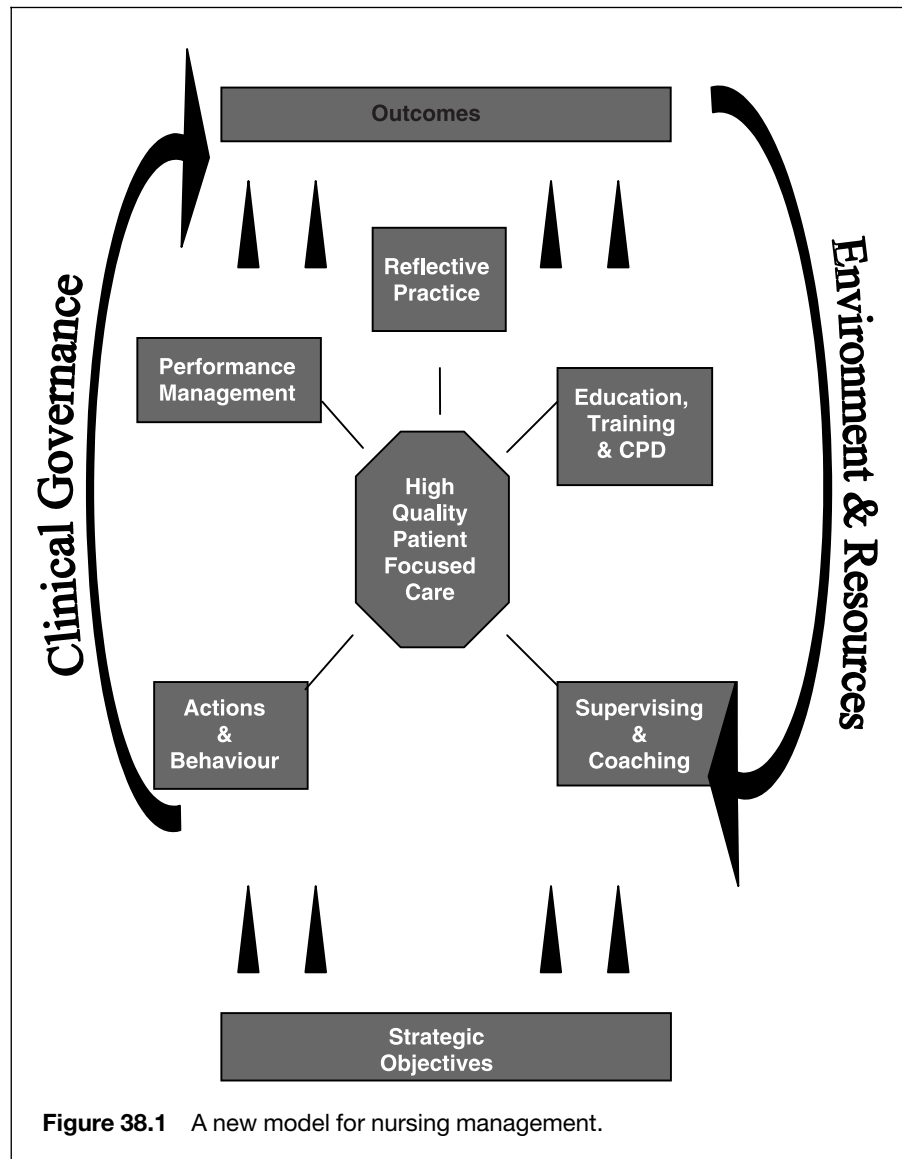 Outcomes
Reflective
Practice
Performance
Management
Education,
Training
& CPD
High
Quality
Patient
Focused
Care
Clinical Governance
Environment & Resources
Actions
&
Behaviour
Supervising
&
Coaching
Strategic
Objectives
Figure 38.1 A new model for nursing management.